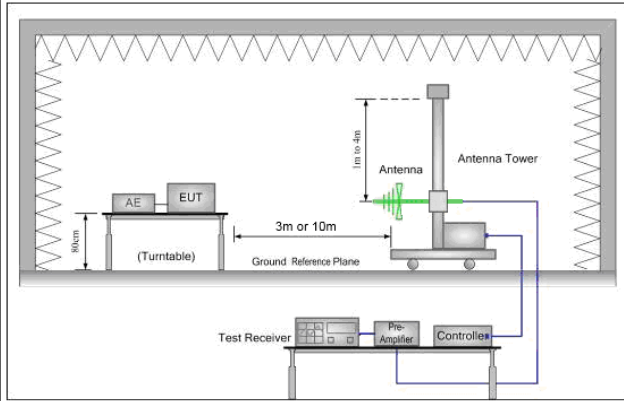 1m to 4m
Antenna
Antenna Tower
AE
EUT
80cm
(Turntable)
3m or 10m
Ground Reference Plane
Test Receiver
Pre-
Amplifier
Controlle